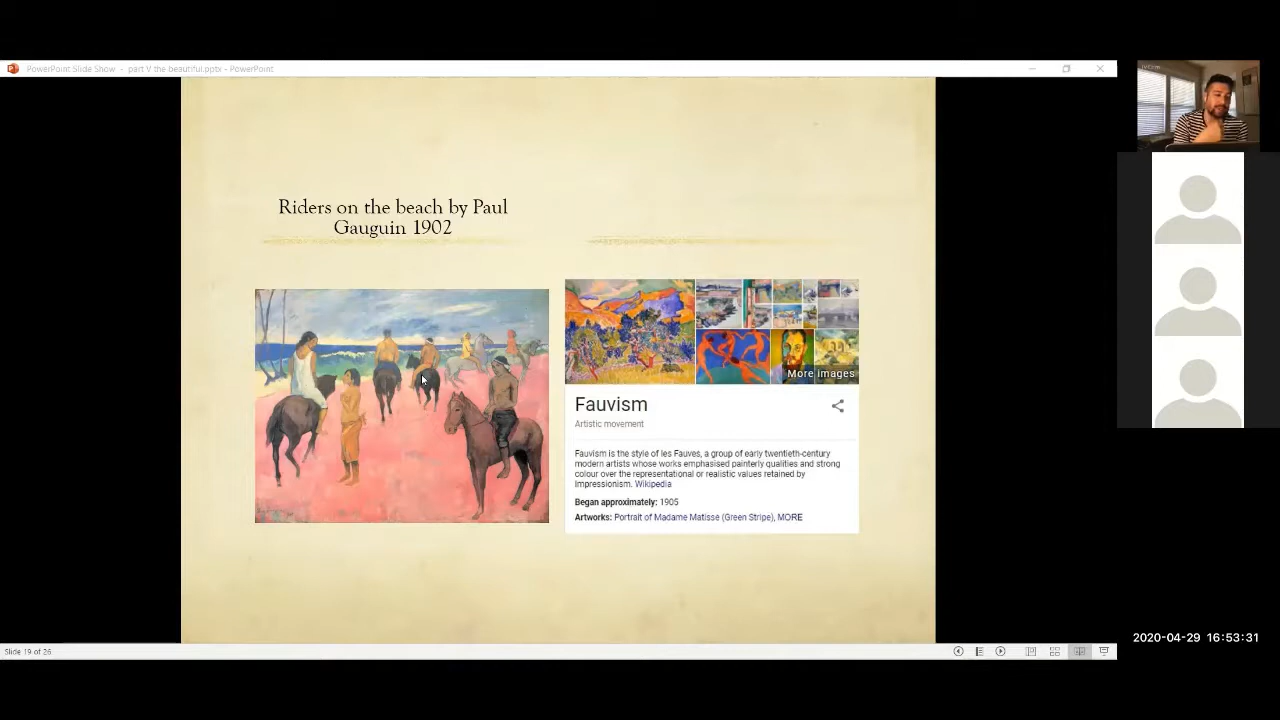 PowerPoint Slide Show - part V the beautiful.pptx - PowerPoint
Riders on the beach by Paul
Gauguin 1902
More images
Fauvism
Artistic movement
Fauvism is the style of les Fauves, a group of early twentieth-century
modern artists whose works emphasised painterly qualities and strong
colour over the representational or realistic values retained by
Impressionism. Wikipedia
Began approximately: 1905
Artworks: Portrait of Madame Matisse (Green Stripe), MORE
2020-04-29 16:53:31
Slide 19 of 26